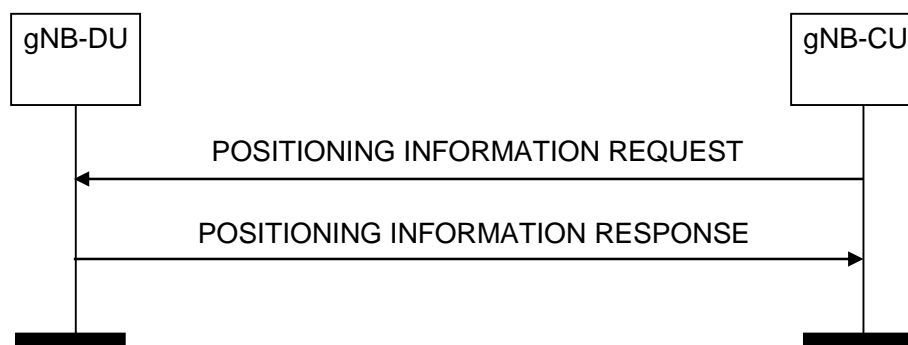 gNB-DU
gNB-CU
POSITIONING INFORMATION REQUEST
POSITIONING INFORMATION RESPONSE